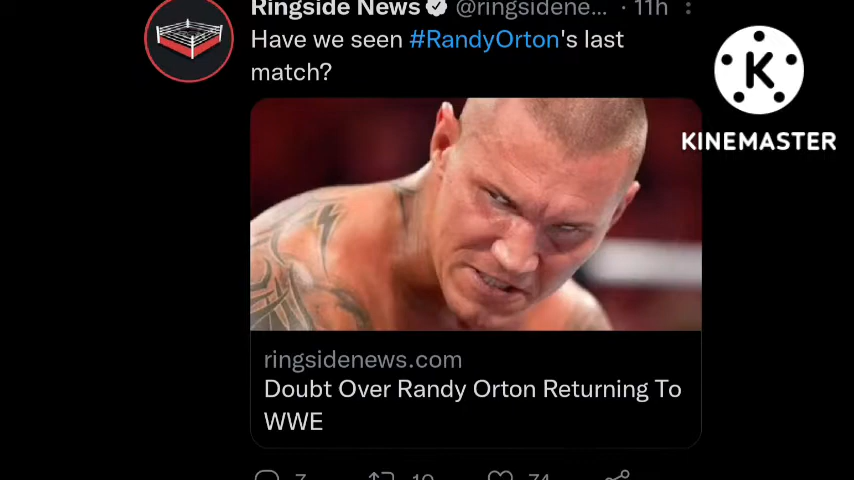 Ringside News @ringsidene... · 11h
Have we seen #RandyOrton's last
match?
K
KINEMASTER
ringsidenews.com
Doubt Over Randy Orton Returning To
WWE